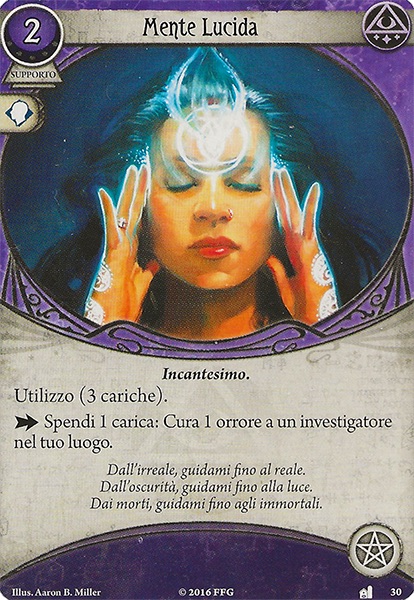 2
Mente Lucida
SUPPORTO
Incantesimo.
Utilizzo (3 cariche).
Spendi 1 carica: Cura 1 orrore a un investigatore
nel tuo luogo.
Dall'irreale, guidami fino al reale.
Dall'oscurità, guidami fino alla luce.
Dai morti, guidami fino agli immortali.
Illus. Aaron B. Miller
© 2016 FFG
30